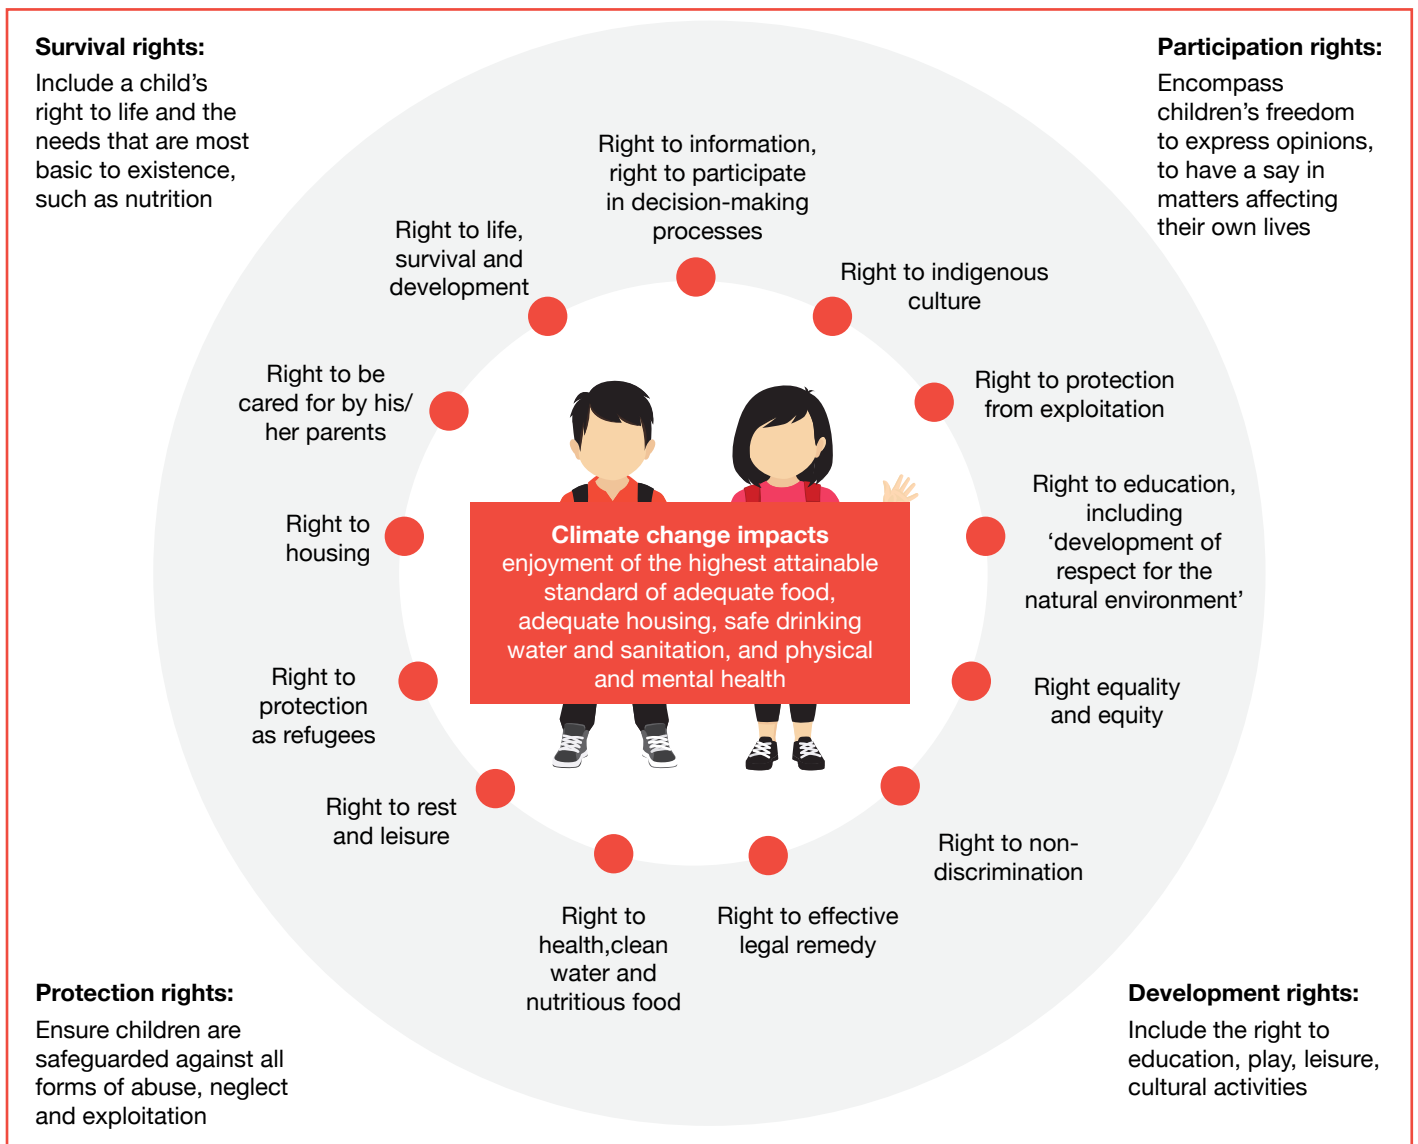 Survival rights:
Include a child’s
right to life and the
needs that are most
basic to existence,
such as nutrition
Participation rights:
Encompass
children’s freedom
to express opinions,
to have a say in
matters affecting
their own lives
Right to information,
right to participate
in decision-making
processes
Right to life,
survival and
development
Right to indigenous
culture
Right to be
cared for by his/
her parents
Right to protection
from exploitation
Right to
housing
Right to education,
including
‘development of
respect for the
natural environment’
Climate change impacts
enjoyment of the highest attainable
standard of adequate food,
adequate housing, safe drinking
water and sanitation, and physical
and mental health
Right to
protection
as refugees
Right equality
and equity
Right to rest
and leisure
Right to non-
discrimination
Right to
health,clean
water and
nutritious food
Right to effective
legal remedy
Protection rights:
Ensure children are
safeguarded against all
forms of abuse, neglect
and exploitation
Development rights:
Include the right to
education, play, leisure,
cultural activities